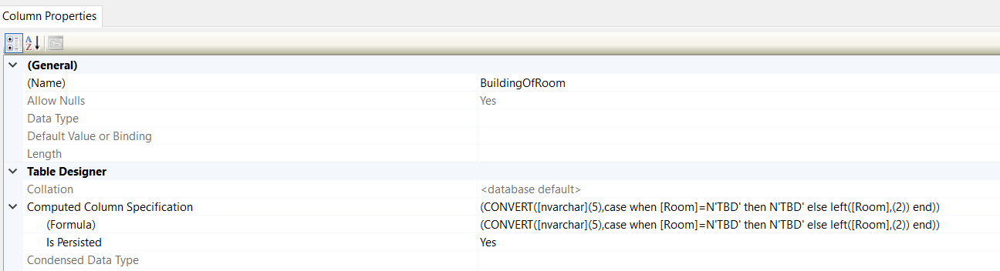 Column Properties
A Z
(General)
(Name) BuildingOfRoom
Allow Nulls Yes
Data Type
Default Value or Binding
Length
Table Designer
Collation <database default>
Computed Column Specification (CONVERT([nvarchar](5),case when [Room]=N'TBD' then N'TBD' else left([Room],(2)) end))
(Formula) (CONVERT([nvarchar](5),case when [Room]=N'TBD' then N'TBD' else left([Room],(2)) end))
Is Persisted Yes
Condensed Data Type